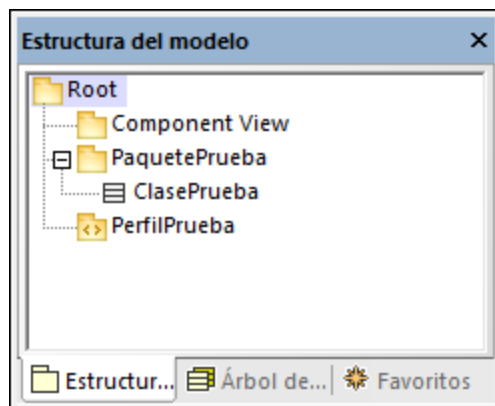 Estructura del modelo
Root
Component View
PaquetePrueba
ClasePrueba
PerfilPrueba
Estructur... Árbol de... Favoritos